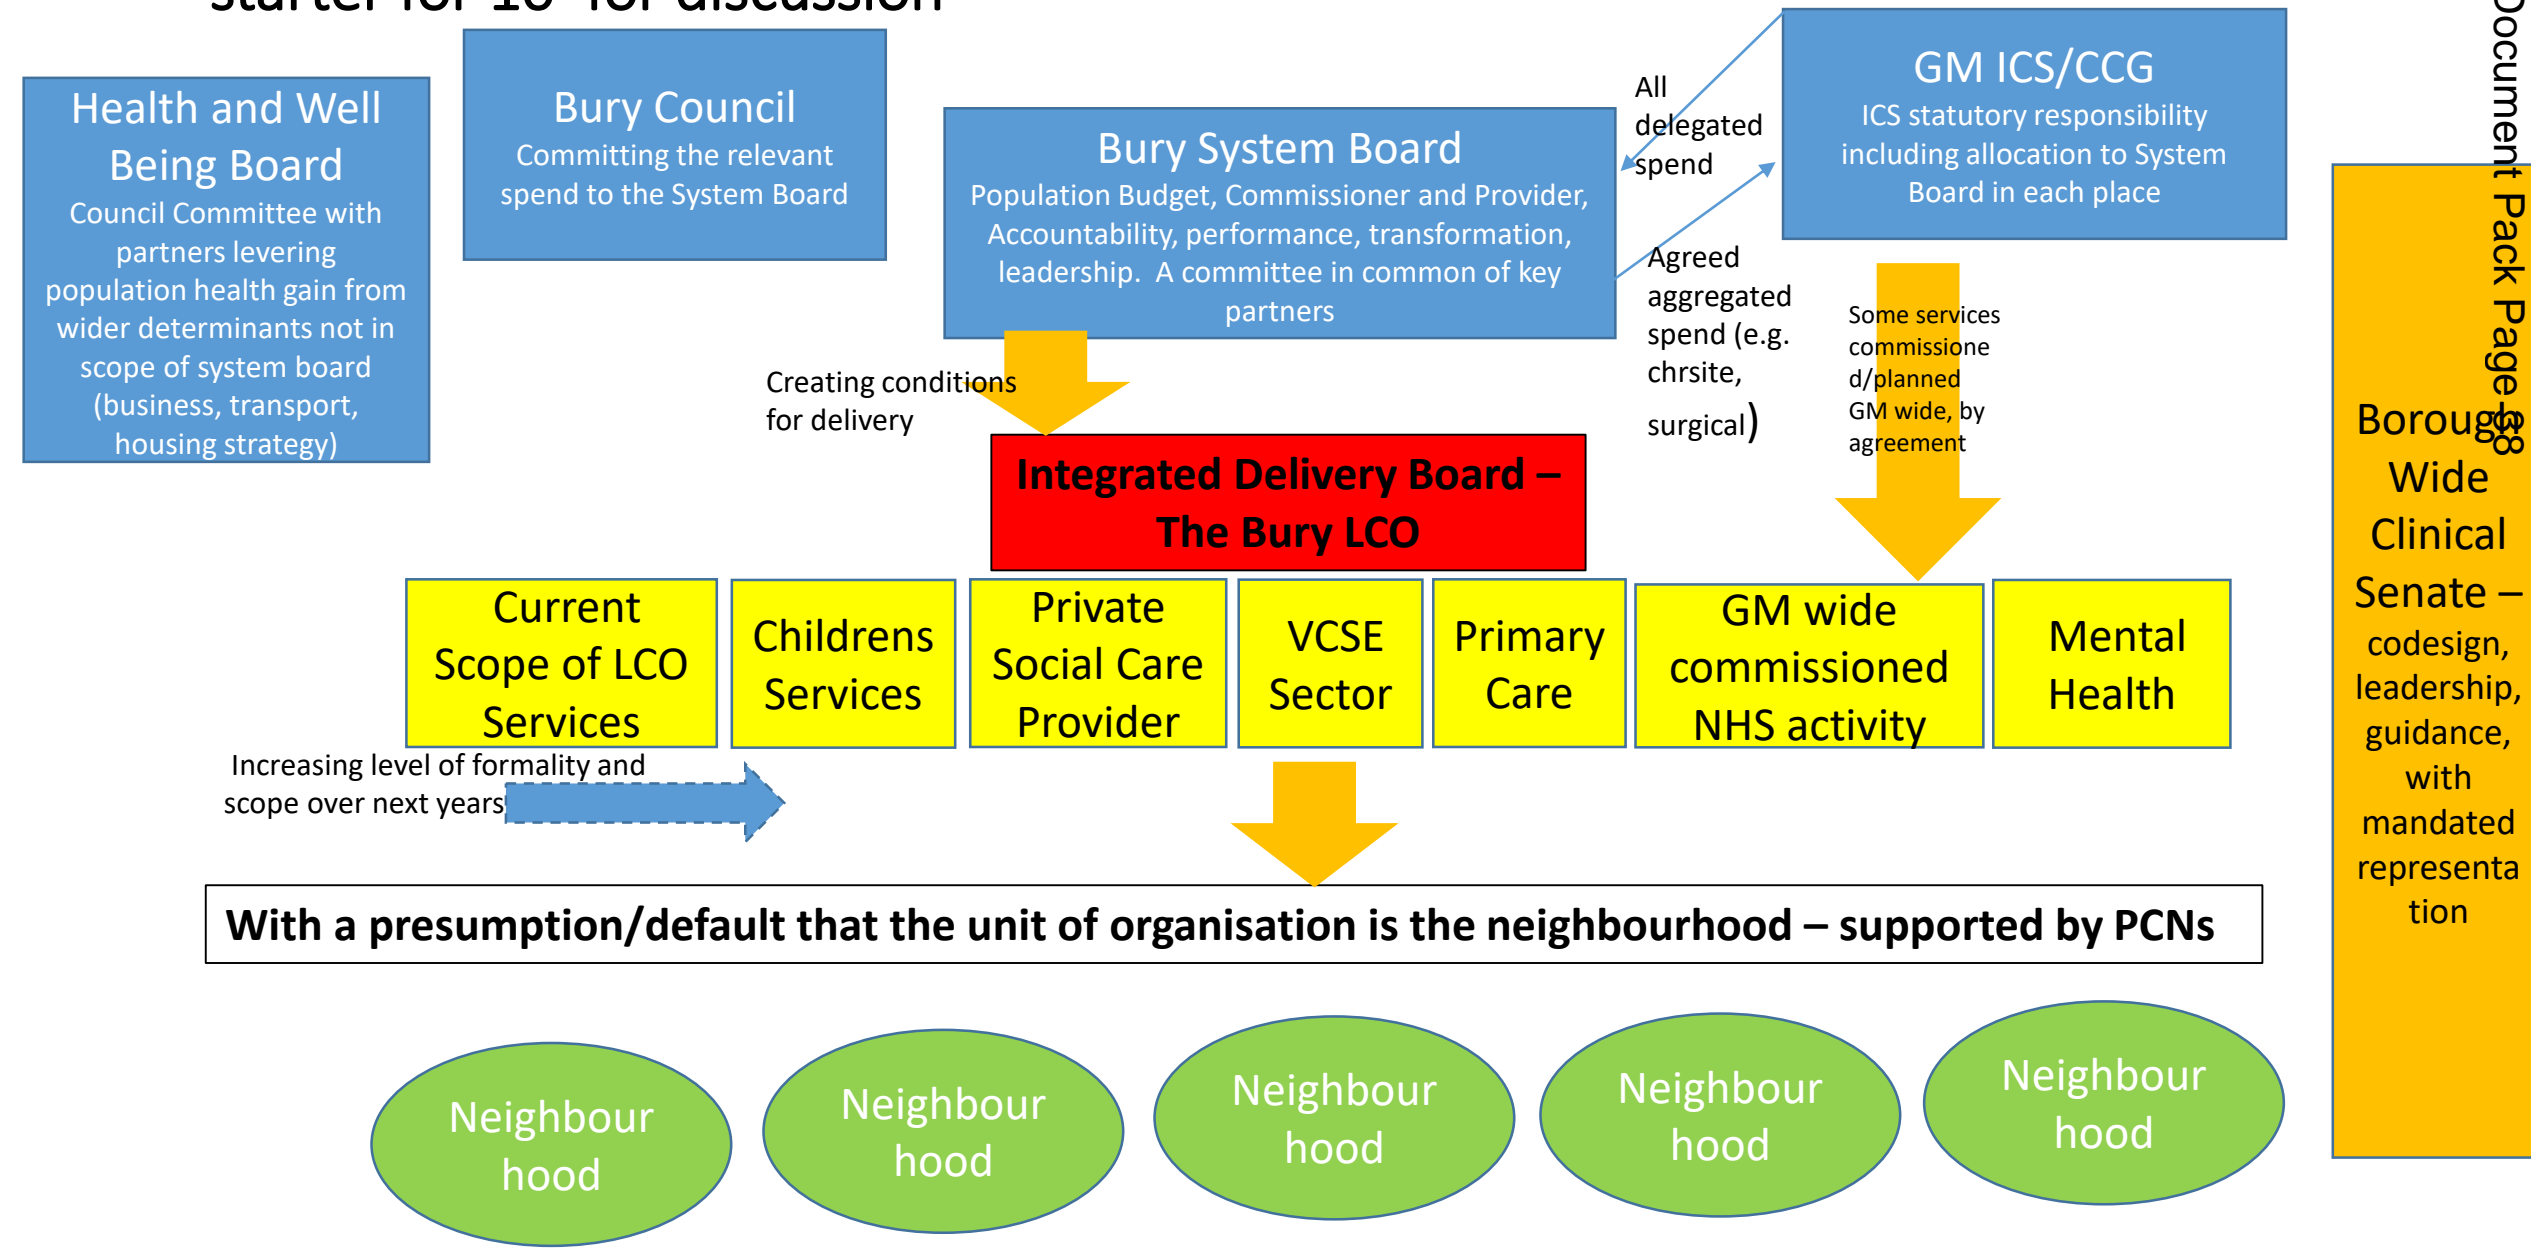 starter for 10' for discussion
Health and Well
Being Board
Council Committee with
partners levering
population health gain from
wider determinants not in
scope of system board
(business, transport,
housing strategy)
Bury Council
Committing the relevant
spend to the System Board
Bury System Board
Population Budget, Commissioner and Provider,
Accountability, performance, transformation,
leadership.  A committee in common of key
partners
All
delegated
spend
GM ICS/CCG
ICS statutory responsibility
including allocation to System
Board in each place
Agreed
aggregated
spend (e.g.
chrsite,
surgical)
Some services
commissione
d/planned
GM wide, by
agreement
Creating conditions
for delivery
Integrated Delivery Board –
The Bury LCO
Current
Scope of LCO
Services
Childrens
Services
Private
Social Care
Provider
VCSE
Sector
Primary
Care
GM wide
commissioned
NHS activity
Mental
Health
Increasing level of formality and
scope over next years
With a presumption/default that the unit of organisation is the neighbourhood – supported by PCNs
Neighbour
hood
Neighbour
hood
Neighbour
hood
Neighbour
hood
Neighbour
hood
Borough
Wide
Clinical
Senate –
codesign,
leadership,
guidance,
with
mandated
representa
tion
Document Pack Page 138